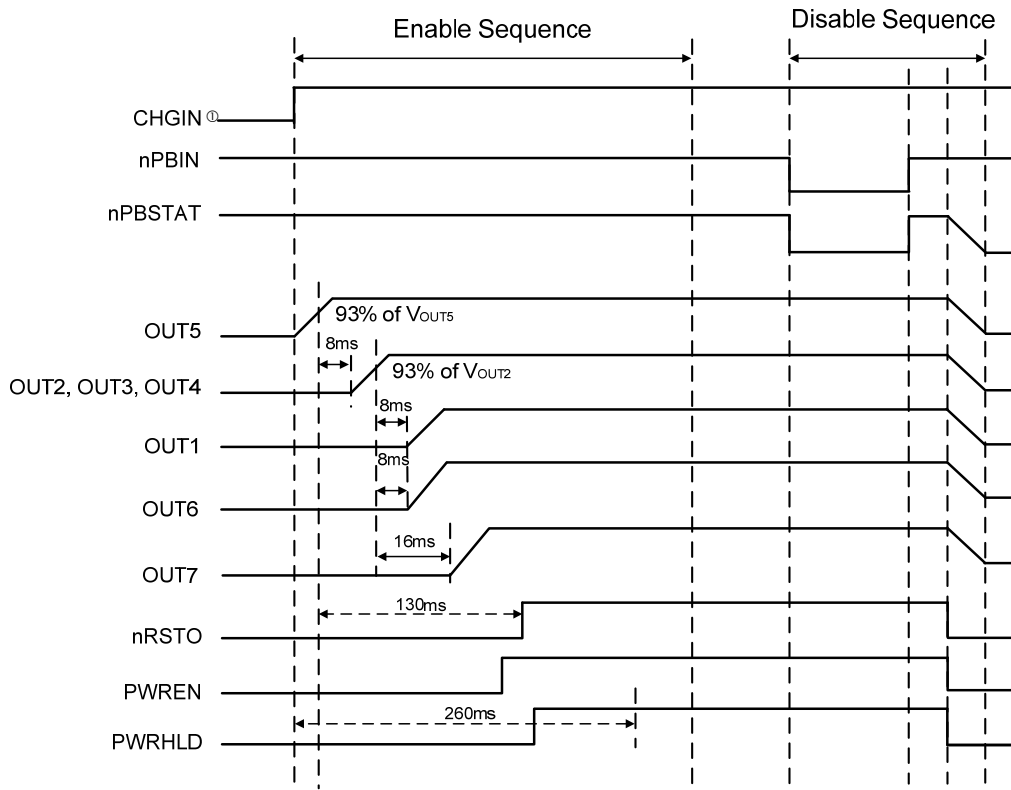 Enable Sequence
Disable Sequence
CHGIN ①
nPBIN
nPBSTAT
OUT5
93% of VOUT5
8ms
OUT2, OUT3, OUT4
93% of VOUT2
8ms
OUT1
8ms
OUT6
16ms
OUT7
130ms
nRSTO
PWREN
260ms
PWRHLD